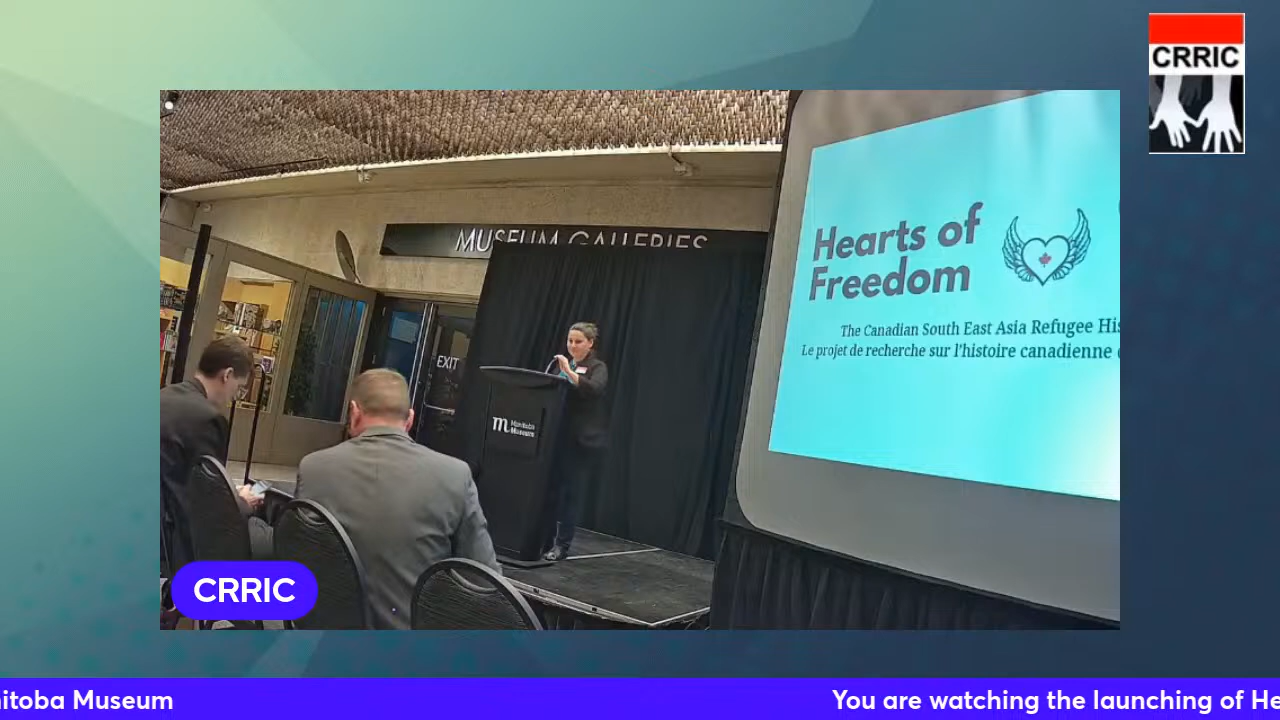 CRRIC
MUSEUM GALLERIES
Hearts of
Freedom
The Canadian South East Asia Refugee His
Le projet de recherche sur l'histoire canadienne
EXIT
m Manitoba
Museum
CRRIC
nitoba Museum
You are watching the launching of He